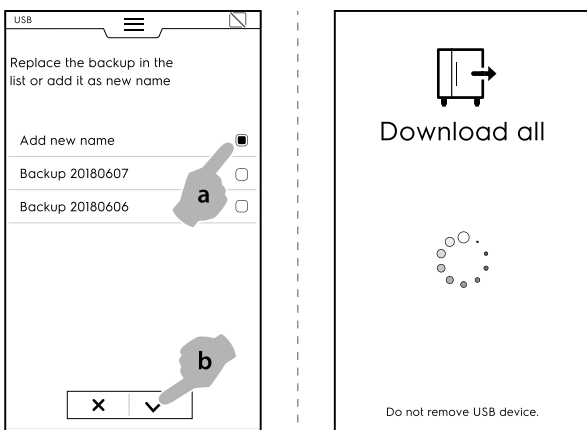 USB
Replace the backup in the
list or add it as new name
Add new name
Backup 20180607
a
Backup 20180606
b
Download all
Do not remove USB device.